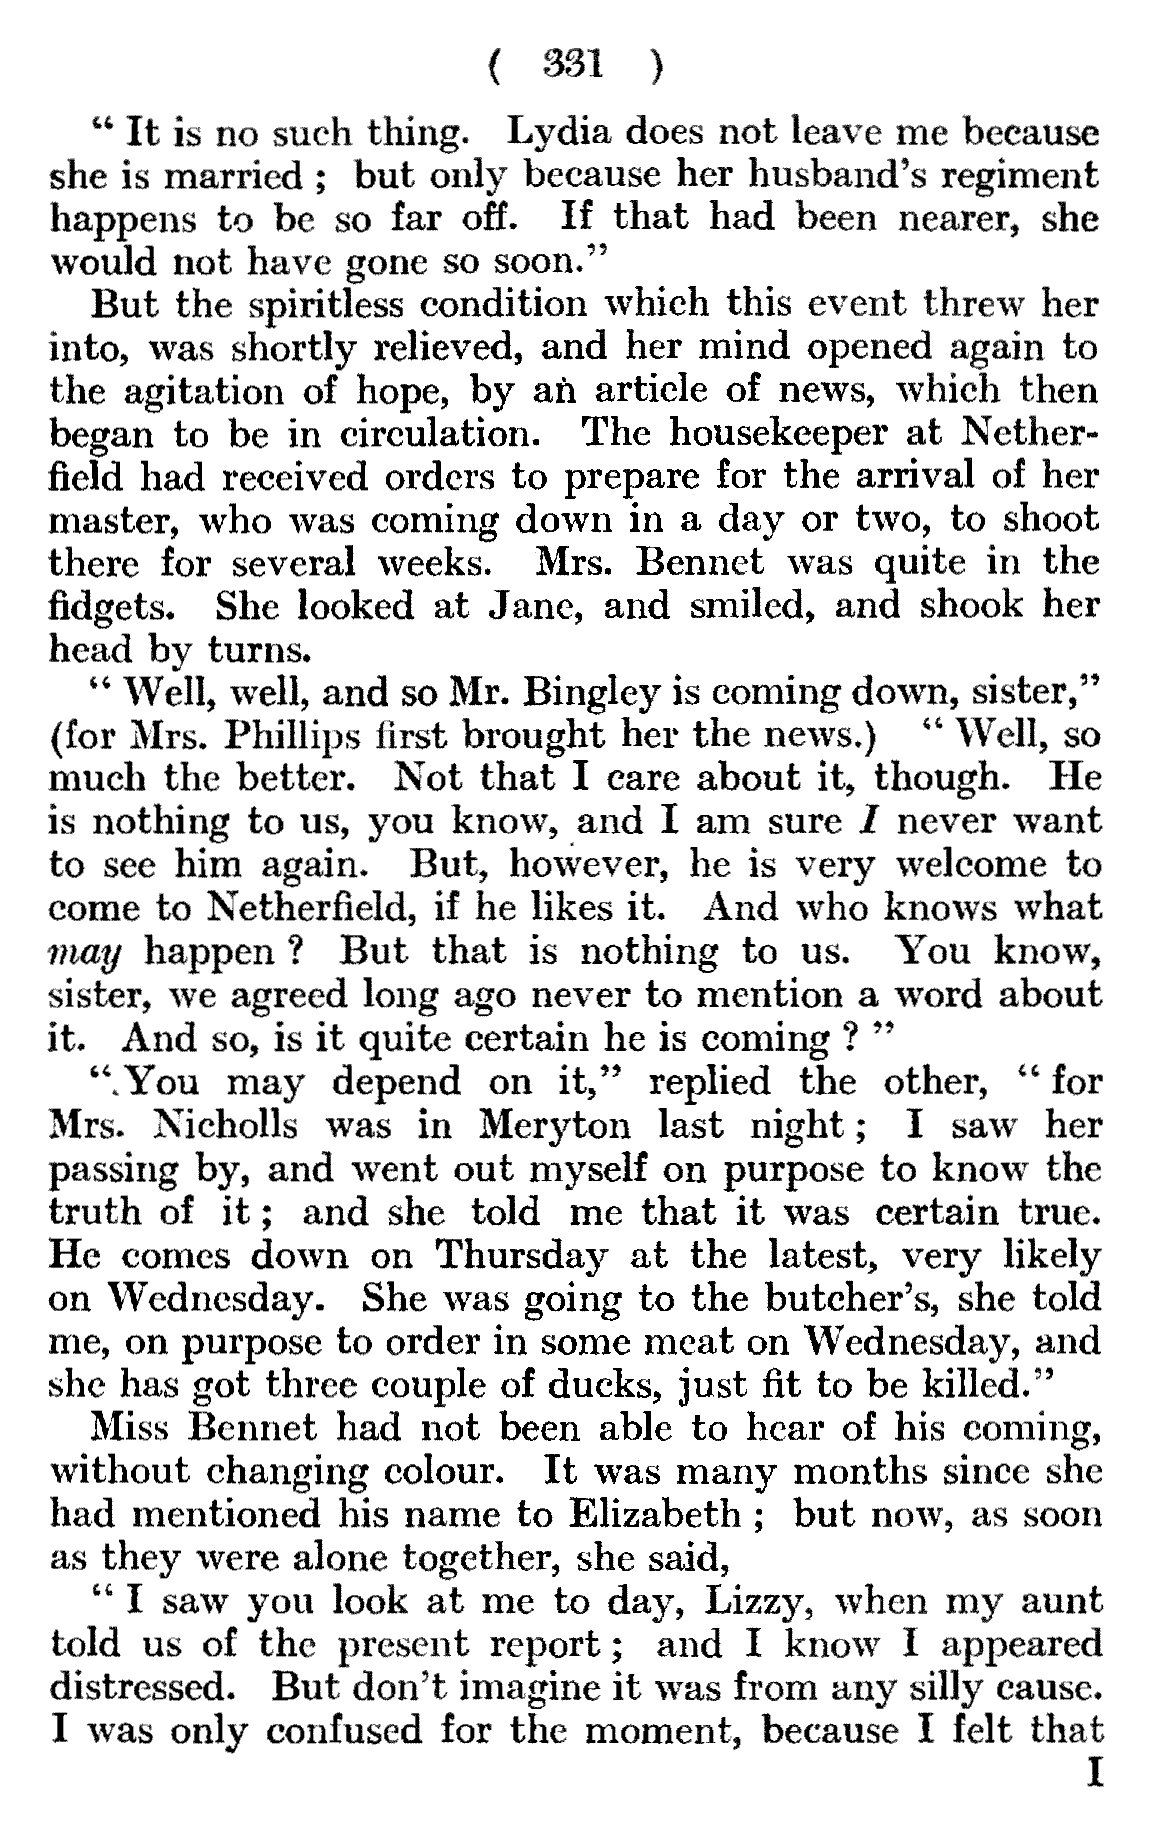 ( 331 )
“ It is no such thing. Lydia does not leave me because
she is married ; but only because her husband’s regiment
happens to be so far off. If that had been nearer, she
would not have gone so soon.”
But the spiritless condition which this event threw her
into, was shortly relieved, and her mind opened again to
the agitation of hope, by an article of news, which then
began to be in circulation. The housekeeper at Nether-
field had received orders to prepare for the arrival of her
master, who was coming down in a day or two, to shoot
there for several weeks. Mrs. Bennet was quite in the
fidgets. She looked at Jane, and smiled, and shook her
head by turns.
“ Well, well, and so Mr. Bingley is coming down, sister,”
(for Mrs. Phillips first brought her the news.) “ Well, so
much the better. Not that I care about it, though. He
is nothing to us, you know, and I am sure I never want
to see him again. But, however, he is very welcome to
come to Netherfield, if he likes it. And who knows what
may happen ? But that is nothing to us. You know,
sister, we agreed long ago never to mention a word about
it. And so, is it quite certain he is coming ? ”
“ You may depend on it,” replied the other, “ for
Mrs. Nicholls was in Meryton last night ; I saw her
passing by, and went out myself on purpose to know the
truth of it ; and she told me that it was certain true.
He comes down on Thursday at the latest, very likely
on Wednesday. She was going to the butcher’s, she told
me, on purpose to order in some meat on Wednesday, and
she has got three couple of ducks, just fit to be killed.”
Miss Bennet had not been able to hear of his coming,
without changing colour. It was many months since she
had mentioned his name to Elizabeth ; but now, as soon
as they were alone together, she said,
“ I saw you look at me to day, Lizzy, when my aunt
told us of the present report ; and I know I appeared
distressed. But don’t imagine it was from any silly cause.
I was only confused for the moment, because I felt that
I